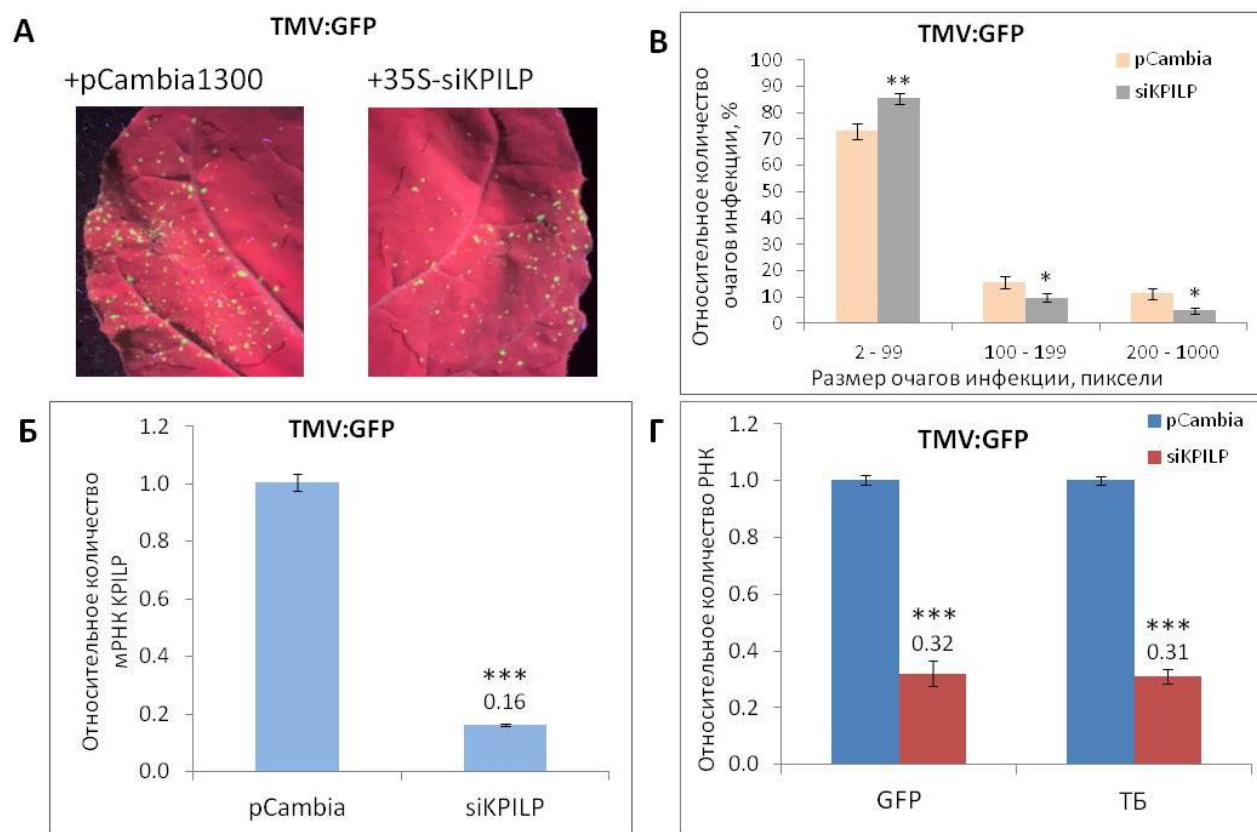 А
TMV:GFP
+pCambia1300
+35S-siKPILP
В
TMV:GFP
pCambia
siKPILP
Относительное количество
очагов инфекции, %
100
90
80
70
60
50
40
30
20
10
0
**
*
*
2 - 99
100 - 199
200 - 1000
Размер очагов инфекции, пиксели
Б
TMV:GFP
Относительное количество
мРНК KPILP
1.2
1.0
0.8
0.6
0.4
0.2
0.0
***
0.16
pCambia
siKPILP
Г
TMV:GFP
pCambia
siKPILP
Относительное количество РНК
1.2
1.0
0.8
0.6
0.4
0.2
0.0
***
0.32
***
0.31
GFP
ТБ